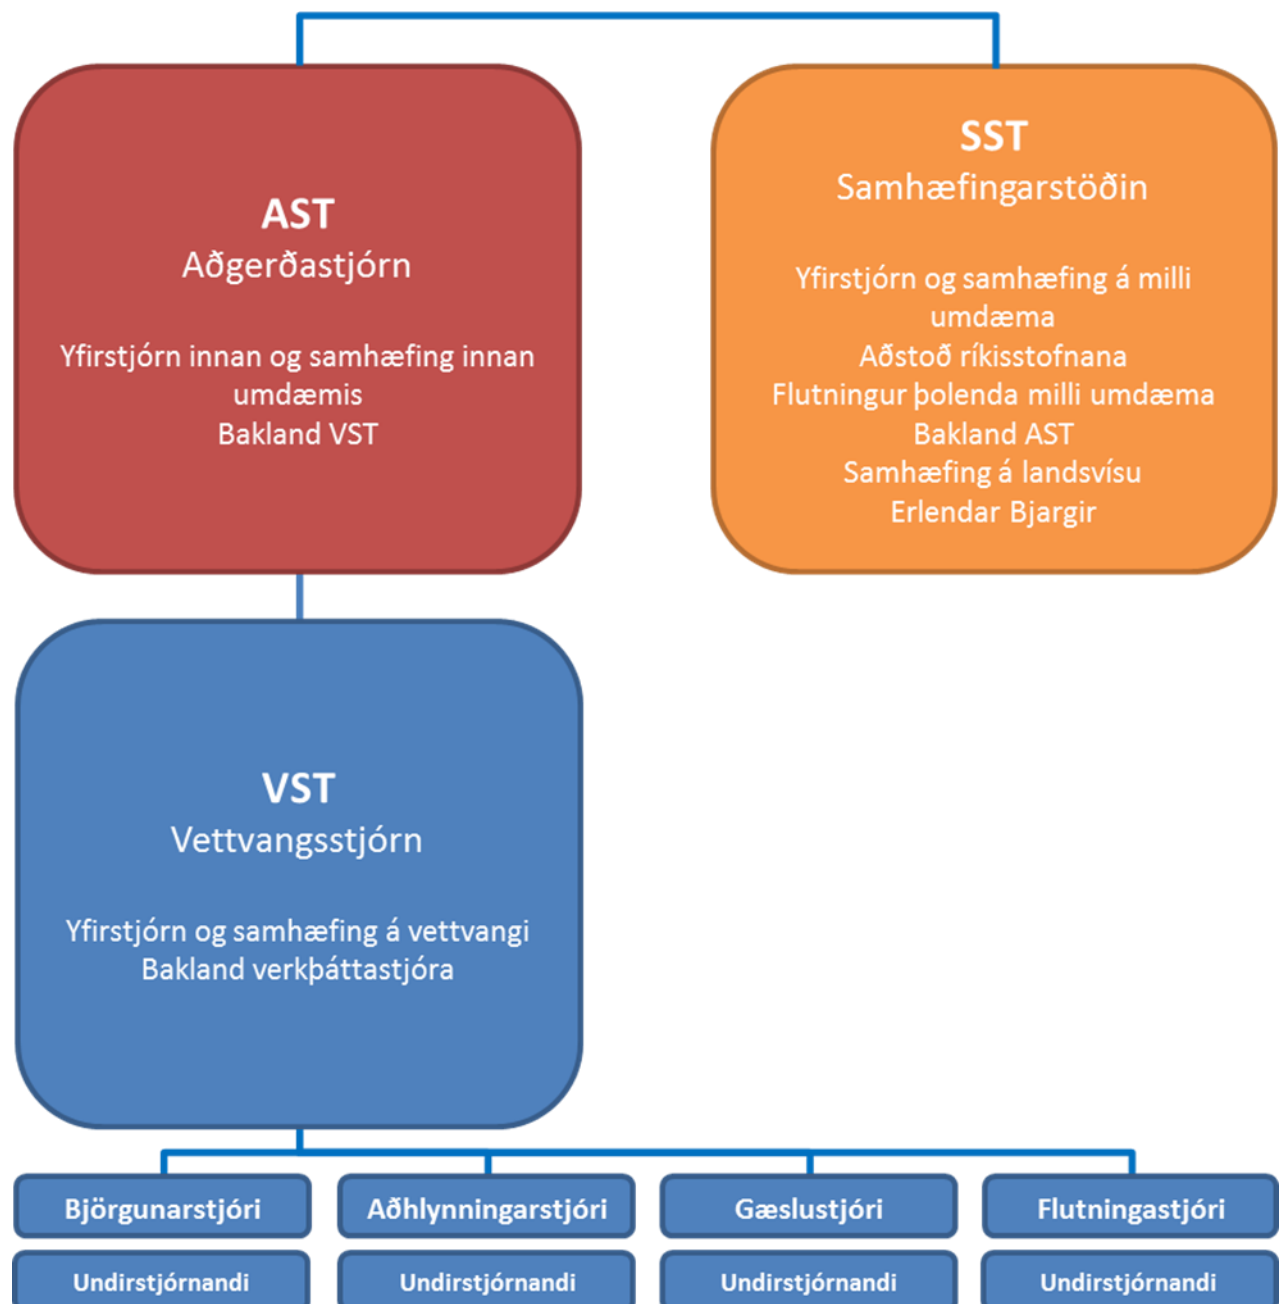 AST
Aðgerðastjórn
Yfirstjórn innan og samhæfing innan
umdæmis
Bakland VST
SST
Samhæfingarstöðin
Yfirstjórn og samhæfing á milli
umdæma
Aðstoð ríkisstofnana
Flutningur þolenda milli umdæma
Bakland AST
Samhæfing á landsvísu
Erlendar Bjargir
VST
Vettvangsstjórn
Yfirstjórn og samhæfing á vettvangi
Bakland verkþáttastjóra
Björgunarstjóri
Aðhlynningarstjóri
Gæslustjóri
Flutningastjóri
Undirstjórnandi
Undirstjórnandi
Undirstjórnandi
Undirstjórnandi